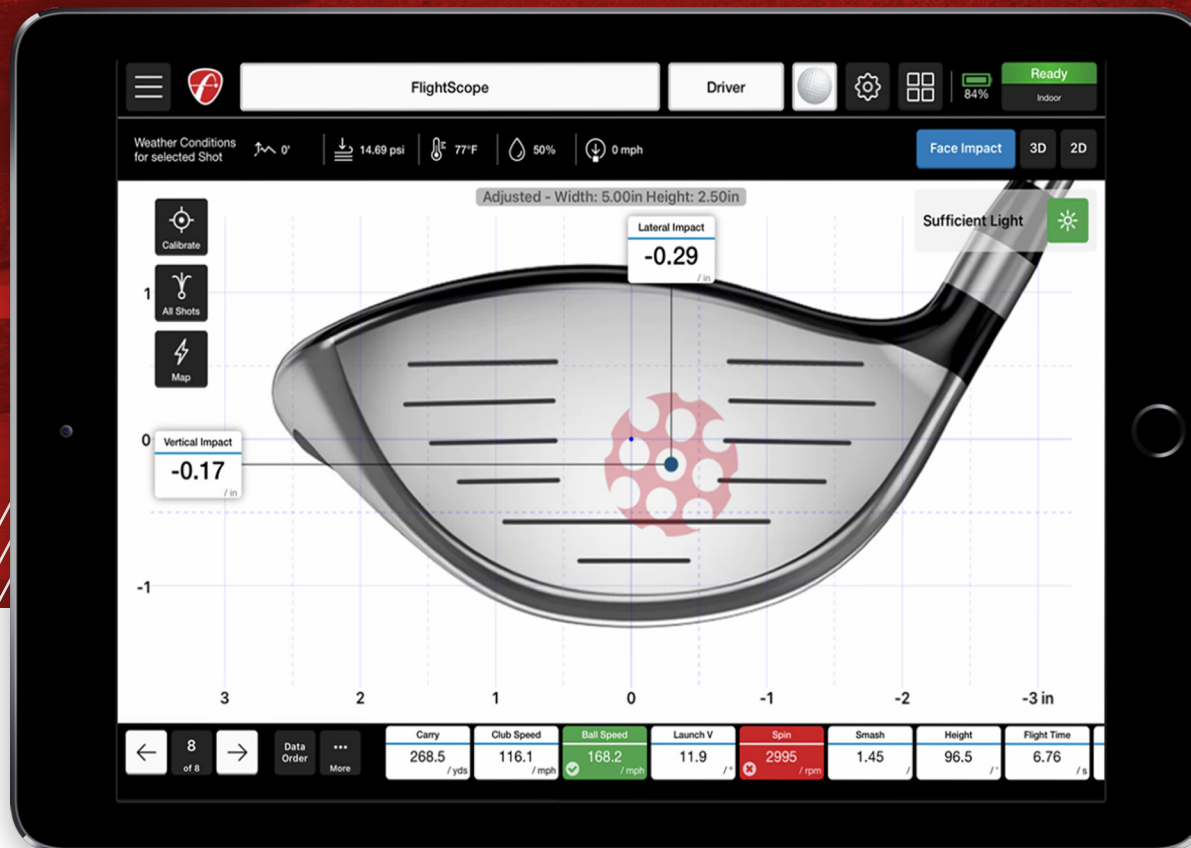 FlightScope
Driver
84%
Ready
Indoor
Weather Conditions
for selected Shot
0'
14.69 psi
77°F
50%
0 mph
Face Impact
3D
2D
Adjusted - Width: 5.00in Height: 2.50in
Sufficient Light
Calibrate
All Shots
Map
Lateral Impact
-0.29
/ in
Vertical Impact
-0.17
/ in
1
0
-1
3
2
1
0
-1
-2
-3 in
8
of 8
Data
Order
More
Carry
268.5
/ yds
Club Speed
116.1
/ mph
Ball Speed
168.2
/ mph
Launch V
11.9
/ °
Spin
2995
/ rpm
Smash
1.45
/
Height
96.5
/ '
Flight Time
6.76
/ s